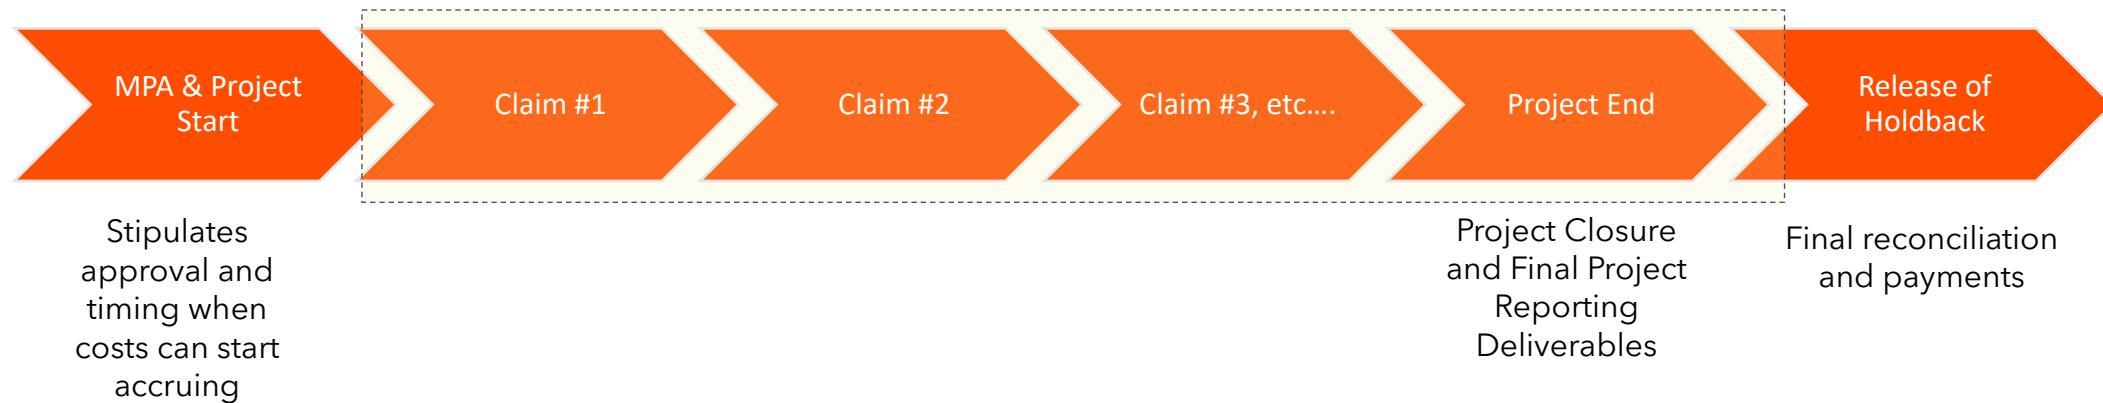 MPA & Project
Start
Claim #1
Claim #2
Claim #3, etc….
Project End
Release of
Holdback
Stipulates
approval and
timing when
costs can start
accruing
Project Closure
and Final Project
Reporting
Deliverables
Final reconciliation
and payments